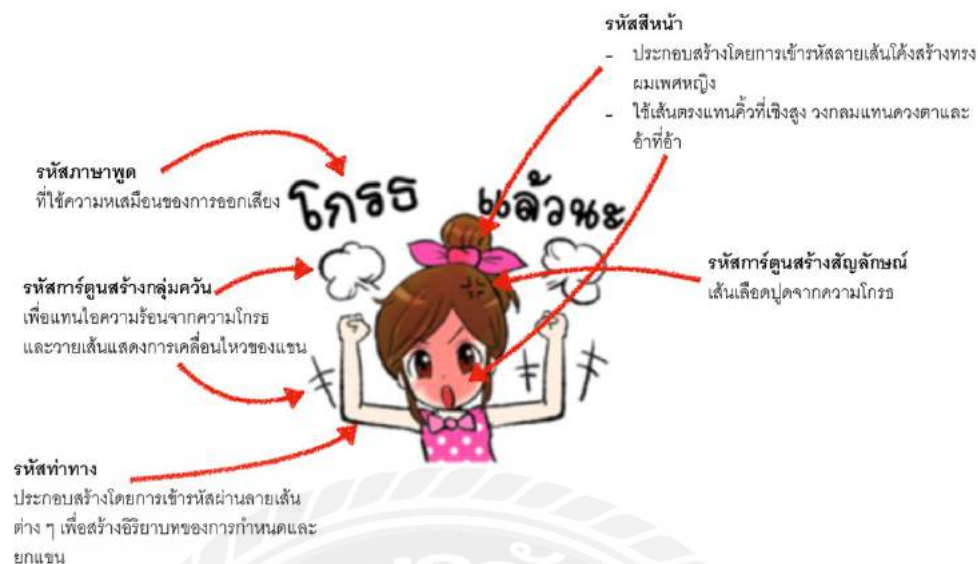 รหัสสีหน้า
- ประกอบสร้างโดยการเข้ารหัสลายเส้นโค้งสร้างทรง
ผมเพศหญิง
- ใช้เส้นตรงแทนคิ้วที่เชิงสูง วงกลมแทนดวงตาและ
อ้าที่อ้า
รหัสภาษาพูด
ที่ใช้ความหเสมือนของการออกเสียง
โกรธ แล้วนะ
รหัสการ์ตูนสร้างสัญลักษณ์
เส้นเลือดปูดจากความโกรธ
รหัสการ์ตูนสร้างกลุ่มควัน
เพื่อแทนไอความร้อนจากความโกรธ
และวายเส้นแสดงการเคลื่อนไหวของแขน
รหัสท่าทาง
ประกอบสร้างโดยการเข้ารหัสผ่านลายเส้น
ต่าง ๆ เพื่อสร้างอิริยาบทของการกำหนดและ
ยกแขน